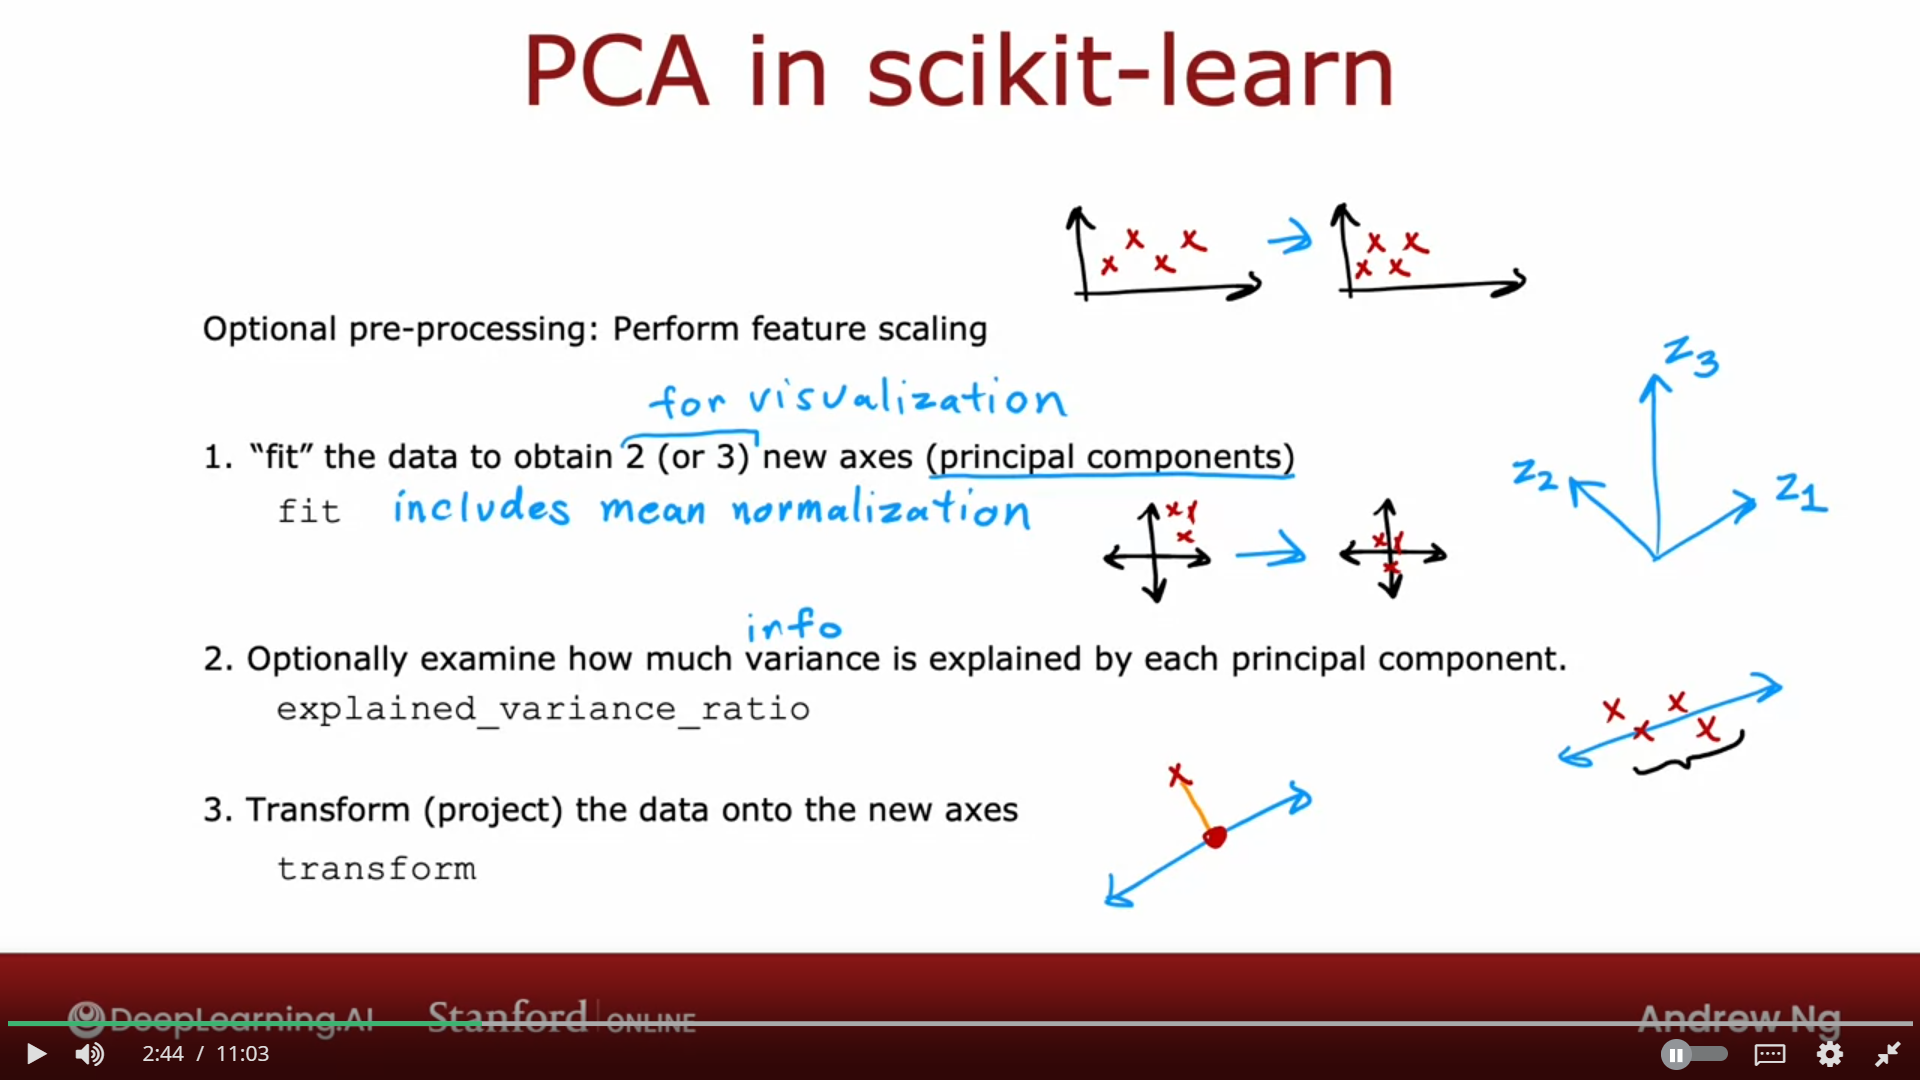 PCA in scikit-learn
Optional pre-processing: Perform feature scaling
for visualization
1. “fit” the data to obtain 2 (or 3) new axes (principal components)
fit includes mean normalization
z3
z2
z1
info
2. Optionally examine how much variance is explained by each principal component.
explained_variance_ratio
3. Transform (project) the data onto the new axes
transform
DeepLearning.AI Stanford ONLINE Andrew Ng
2:44 / 11:03